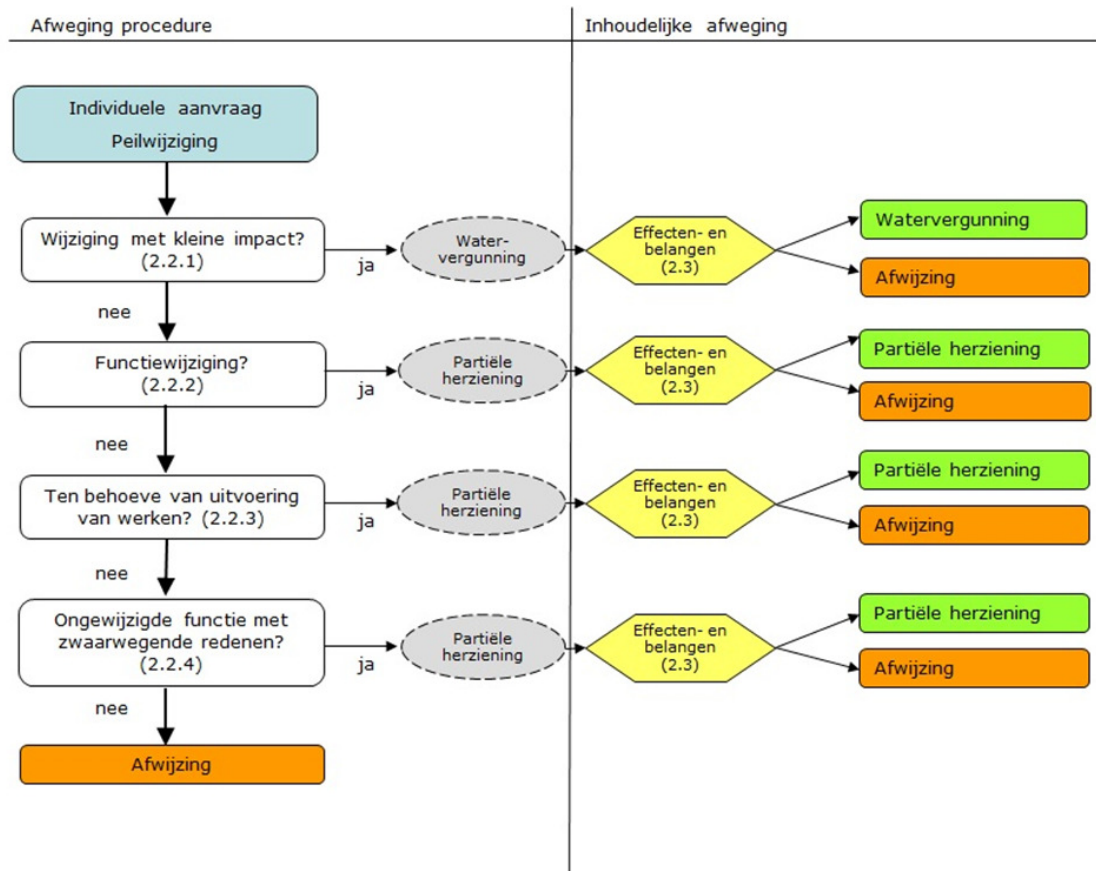 Afweging procedure
Inhoudelijke afweging
Individuele aanvraag
Peilwijziging
Wijziging met kleine impact?
(2.2.1)
ja
Water-
vergunning
Effecten- en
belangen
(2.3)
Watervergunning
Afwijzing
nee
Functiewijziging?
(2.2.2)
ja
Partiële
herziening
Effecten- en
belangen
(2.3)
Partiële herziening
Afwijzing
nee
Ten behoeve van uitvoering
van werken? (2.2.3)
ja
Partiële
herziening
Effecten- en
belangen
(2.3)
Partiële herziening
Afwijzing
nee
Ongewijzigde functie met
zwaarwegende redenen?
(2.2.4)
ja
Partiële
herziening
Effecten- en
belangen
(2.3)
Partiële herziening
Afwijzing
nee
Afwijzing